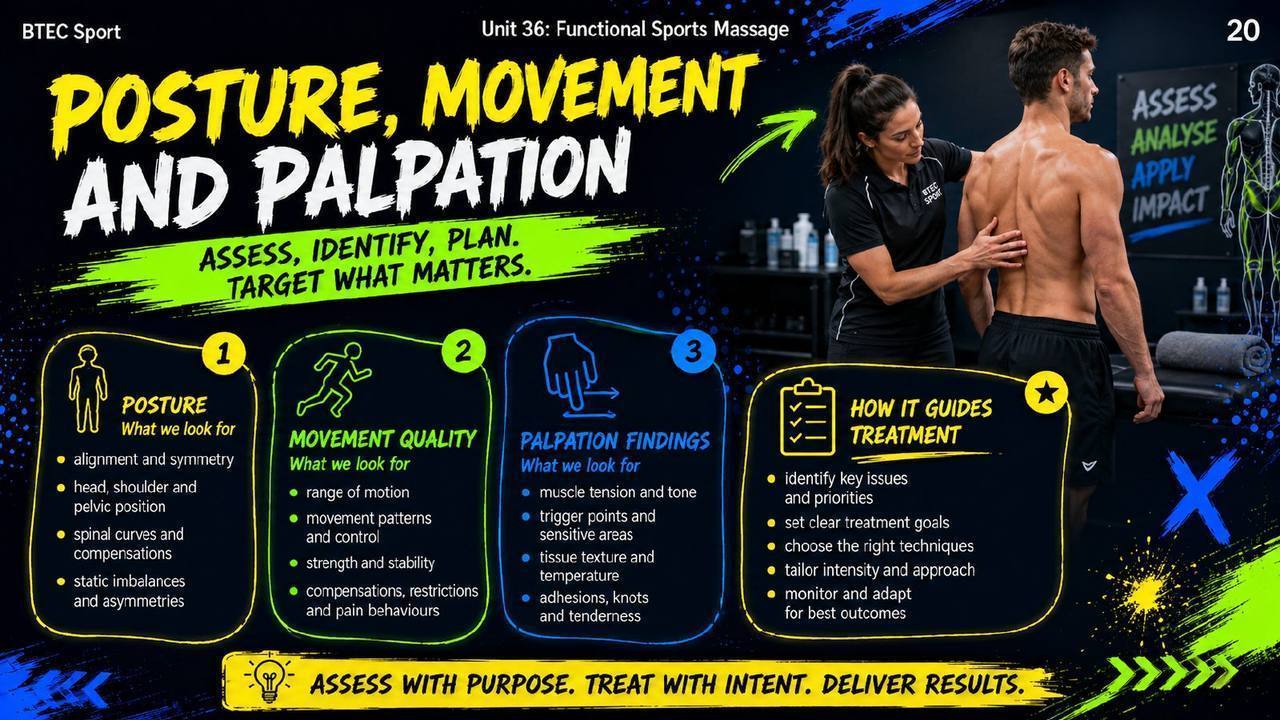 BTEC Sport
Unit 36: Functional Sports Massage
20
POSTURE, MOVEMENT
AND PALPATION
ASSESS, IDENTIFY, PLAN.
TARGET WHAT MATTERS.
BTEC
SPORT
ASSESS
ANALYSE
APPLY
IMPACT
1
POSTURE
What we look for
• alignment and symmetry
• head, shoulder and
pelvic position
• spinal curves and
compensations
• static imbalances
and asymmetries
2
MOVEMENT QUALITY
What we look for
• range of motion
• movement patterns
and control
• strength and stability
• compensations, restrictions
and pain behaviours
3
PALPATION FINDINGS
What we look for
• muscle tension and tone
• trigger points and
sensitive areas
• tissue texture and
temperature
• adhesions, knots
and tenderness
HOW IT GUIDES
TREATMENT
• identify key issues
and priorities
• set clear treatment goals
• choose the right techniques
• tailor intensity and approach
• monitor and adapt
for best outcomes
ASSESS WITH PURPOSE. TREAT WITH INTENT. DELIVER RESULTS.